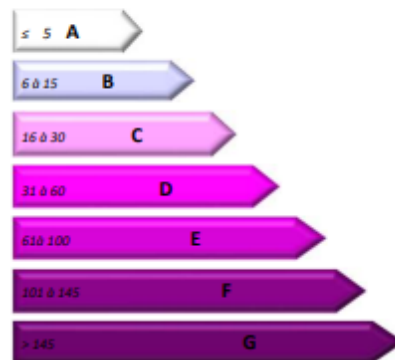 ≤ 5 A
6 à 15 B
16 à 30 C
31 à 60 D
61à 100 E
101 à 145 F
> 145 G